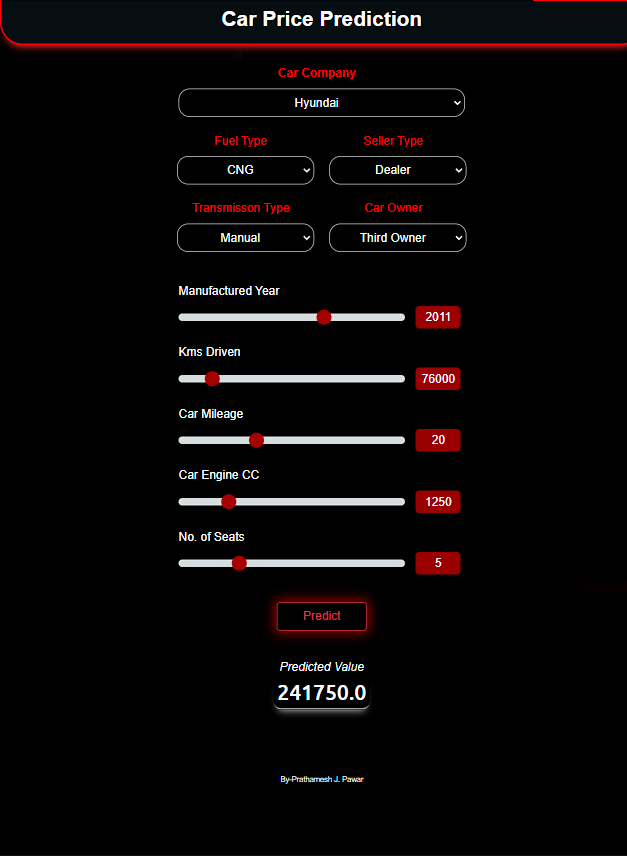 Car Price Prediction
Car Company
Hyundai
Fuel Type Seller Type
CNG Dealer
Transmisson Type Car Owner
Manual Third Owner
Manufactured Year
2011
Kms Driven
76000
Car Mileage
20
Car Engine CC
1250
No. of Seats
5
Predict
Predicted Value
241750.0
By-Prathamesh J. Pawar